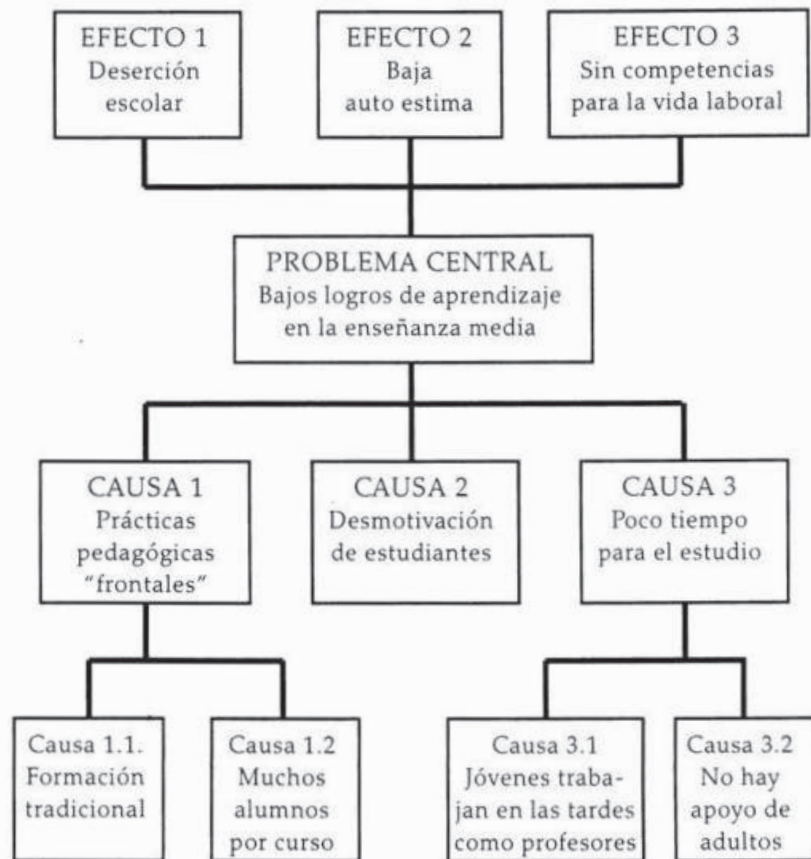 EFECTO 1
Deserción
escolar
EFECTO 2
Baja
auto estima
EFECTO 3
Sin competencias
para la vida laboral
PROBLEMA CENTRAL
Bajos logros de aprendizaje
en la enseñanza media
CAUSA 1
Prácticas
pedagógicas
“frontales”
CAUSA 2
Desmotivación
de estudiantes
CAUSA 3
Poco tiempo
para el estudio
Causa 1.1.
Formación
tradicional
Causa 1.2
Muchos
alumnos
por curso
Causa 3.1
Jóvenes traba-
jan en las tardes
como profesores
Causa 3.2
No hay
apoyo de
adultos